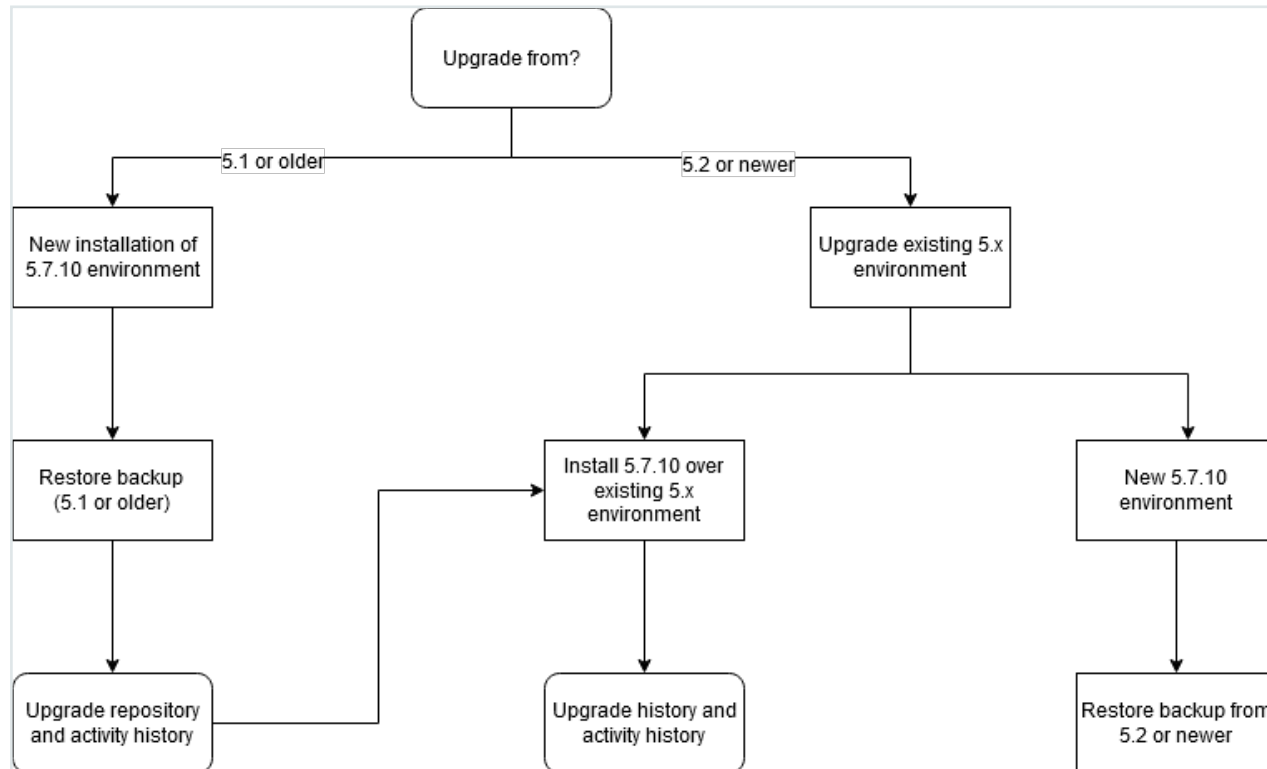 Upgrade from?
5.1 or older
5.2 or newer
New installation of
5.7.10 environment
Upgrade existing 5.x
environment
Restore backup
(5.1 or older)
Install 5.7.10 over
existing 5.x
environment
New 5.7.10
environment
Upgrade repository
and activity history
Upgrade history and
activity history
Restore backup from
5.2 or newer